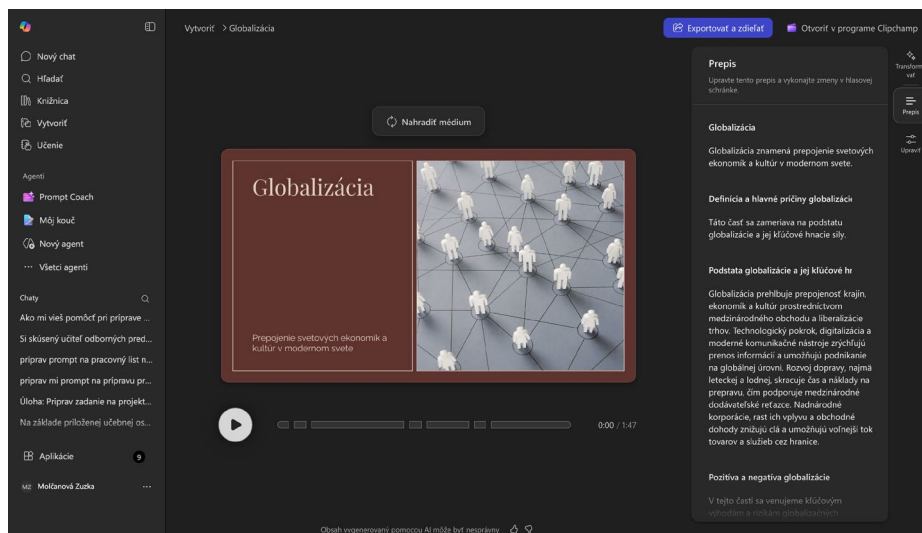 Vytvoriť > Globalizácia
Exportovať a zdieľať
Otvoriť v programe Clipchamp
Nový chat
Hľadať
Knižnica
Vytvoriť
Učenie
Agenti
Prompt Coach
Môj kouč
Nový agent
Všetci agenti
Chaty
Ako mi vieš pomôcť pri príprave ...
Si skúsený učiteľ odborných pred...
priprav prompt na pracovný list n...
priprav mi prompt na prípravu pr...
Úloha: Priprav zadanie na projekt...
Na základe priloženej učebnej os...
Aplikácie
9
MZ Molčanová Zuzka
Nahradiť médium
Globalizácia
Prepojenie svetových ekonomík a
kultúr v modernom svete
0:00 / 1:47
Obsah vygenerovaný pomocou AI môže byť nesprávny
Prepis
Upravte tento prepis a vykonajte zmeny v hlasovej
schránke.
Globalizácia
Globalizácia znamená prepojenie svetových
ekonomík a kultúr v modernom svete.
Definícia a hlavné príčiny globalizácie
Táto časť sa zameriava na podstatu
globalizácie a jej kľúčové hnacie sily.
Podstata globalizácie a jej kľúčové hn
Globalizácia prehlbuje prepojenosť krajín,
ekonomík a kultúr prostredníctvom
medzinárodného obchodu a liberalizácie
trhov. Technologický pokrok, digitalizácia a
moderné komunikačné nástroje zrýchľujú
prenos informácií a umožňujú podnikanie
na globálnej úrovni. Rozvoj dopravy, najmä
leteckej a lodnej, skracuje čas a náklady na
prepravu, čím podporuje medzinárodné
dodávateľské reťazce. Nadnárodné
korporácie, rast ich vplyvu a obchodné
dohody znižujú clá a umožňujú voľnejší tok
tovarov a služieb cez hranice.
Pozitíva a negatíva globalizácie
V tejto časti sa venujeme kľúčovým
výhodám a rizikám globalizačných
Transformo
vať
Prepis
Upraviť